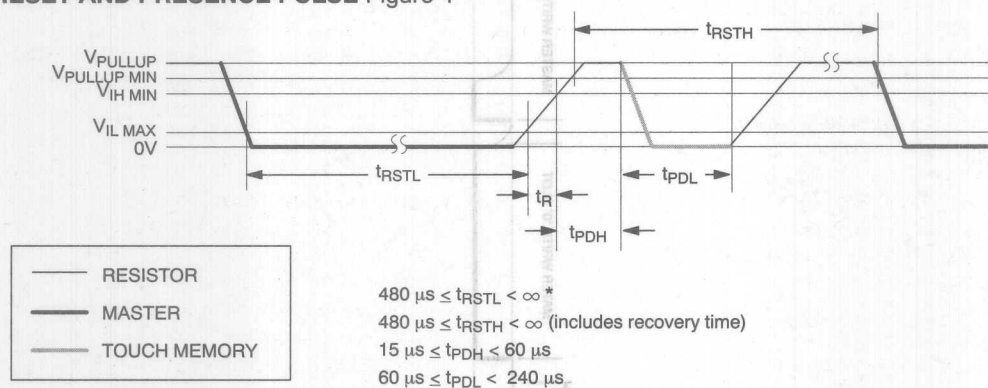 RESET AND PRESENCE PULSE Figure 4
tRSTH
VPULLUP
VPULLUP MIN
VIH MIN
VIL MAX
0V
tRSTL
tPDL
tR
tPDH
RESISTOR
MASTER
TOUCH MEMORY
480 µs ≤ tRSTL < ∞ *
480 µs ≤ tRSTH < ∞ (includes recovery time)
15 µs ≤ tPDH < 60 µs
60 µs ≤ tPDL < 240 µs